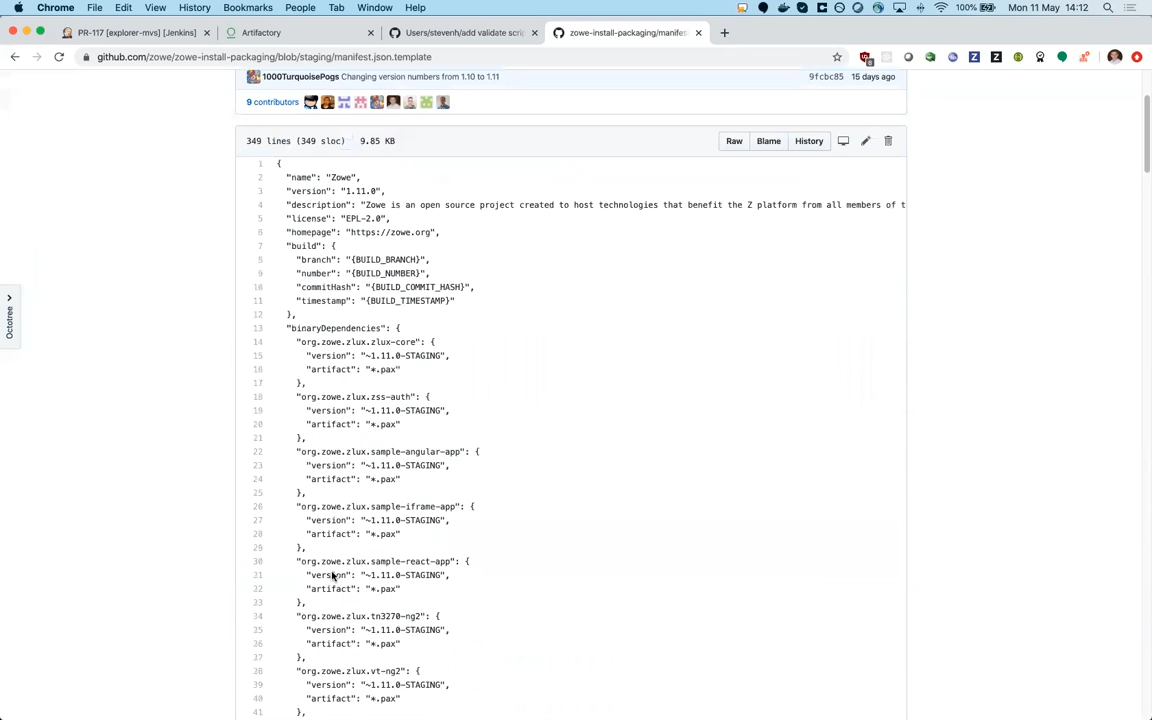 Chrome File Edit View History Bookmarks People Tab Window Help 100% Mon 11 May 14:12
PR-117 [explorer-mvs] [Jenkins] Artifactory Users/stevenh/add validate scri zowe-install-packaging/manifes
github.com/zowe/zowe-install-packaging/blob/staging/manifest.json.template
1000TurquoisePogs Changing version numbers from 1.10 to 1.11 9fcbc85 15 days ago
9 contributors
349 lines (349 sloc) 9.85 KB Raw Blame History
1 {
2 "name": "Zowe",
3 "version": "1.11.0",
4 "description": "Zowe is an open source project created to host technologies that benefit the Z platform from all members of t
5 "license": "EPL-2.0",
6 "homepage": "https://zowe.org",
7 "build": {
8 "branch": "{BUILD_BRANCH}",
9 "number": "{BUILD_NUMBER}",
10 "commitHash": "{BUILD_COMMIT_HASH}",
11 "timestamp": "{BUILD_TIMESTAMP}"
12 },
13 "binaryDependencies": {
14 "org.zowe.zlux.zlux-core": {
15 "version": "~1.11.0-STAGING",
16 "artifact": "*.pax"
17 },
18 "org.zowe.zlux.zss-auth": {
19 "version": "~1.11.0-STAGING",
20 "artifact": "*.pax"
21 },
22 "org.zowe.zlux.sample-angular-app": {
23 "version": "~1.11.0-STAGING",
24 "artifact": "*.pax"
25 },
26 "org.zowe.zlux.sample-iframe-app": {
27 "version": "~1.11.0-STAGING",
28 "artifact": "*.pax"
29 },
30 "org.zowe.zlux.sample-react-app": {
31 "version": "~1.11.0-STAGING",
32 "artifact": "*.pax"
33 },
34 "org.zowe.zlux.tn3270-ng2": {
35 "version": "~1.11.0-STAGING",
36 "artifact": "*.pax"
37 },
38 "org.zowe.zlux.vt-ng2": {
39 "version": "~1.11.0-STAGING",
40 "artifact": "*.pax"
41 },
Octotree